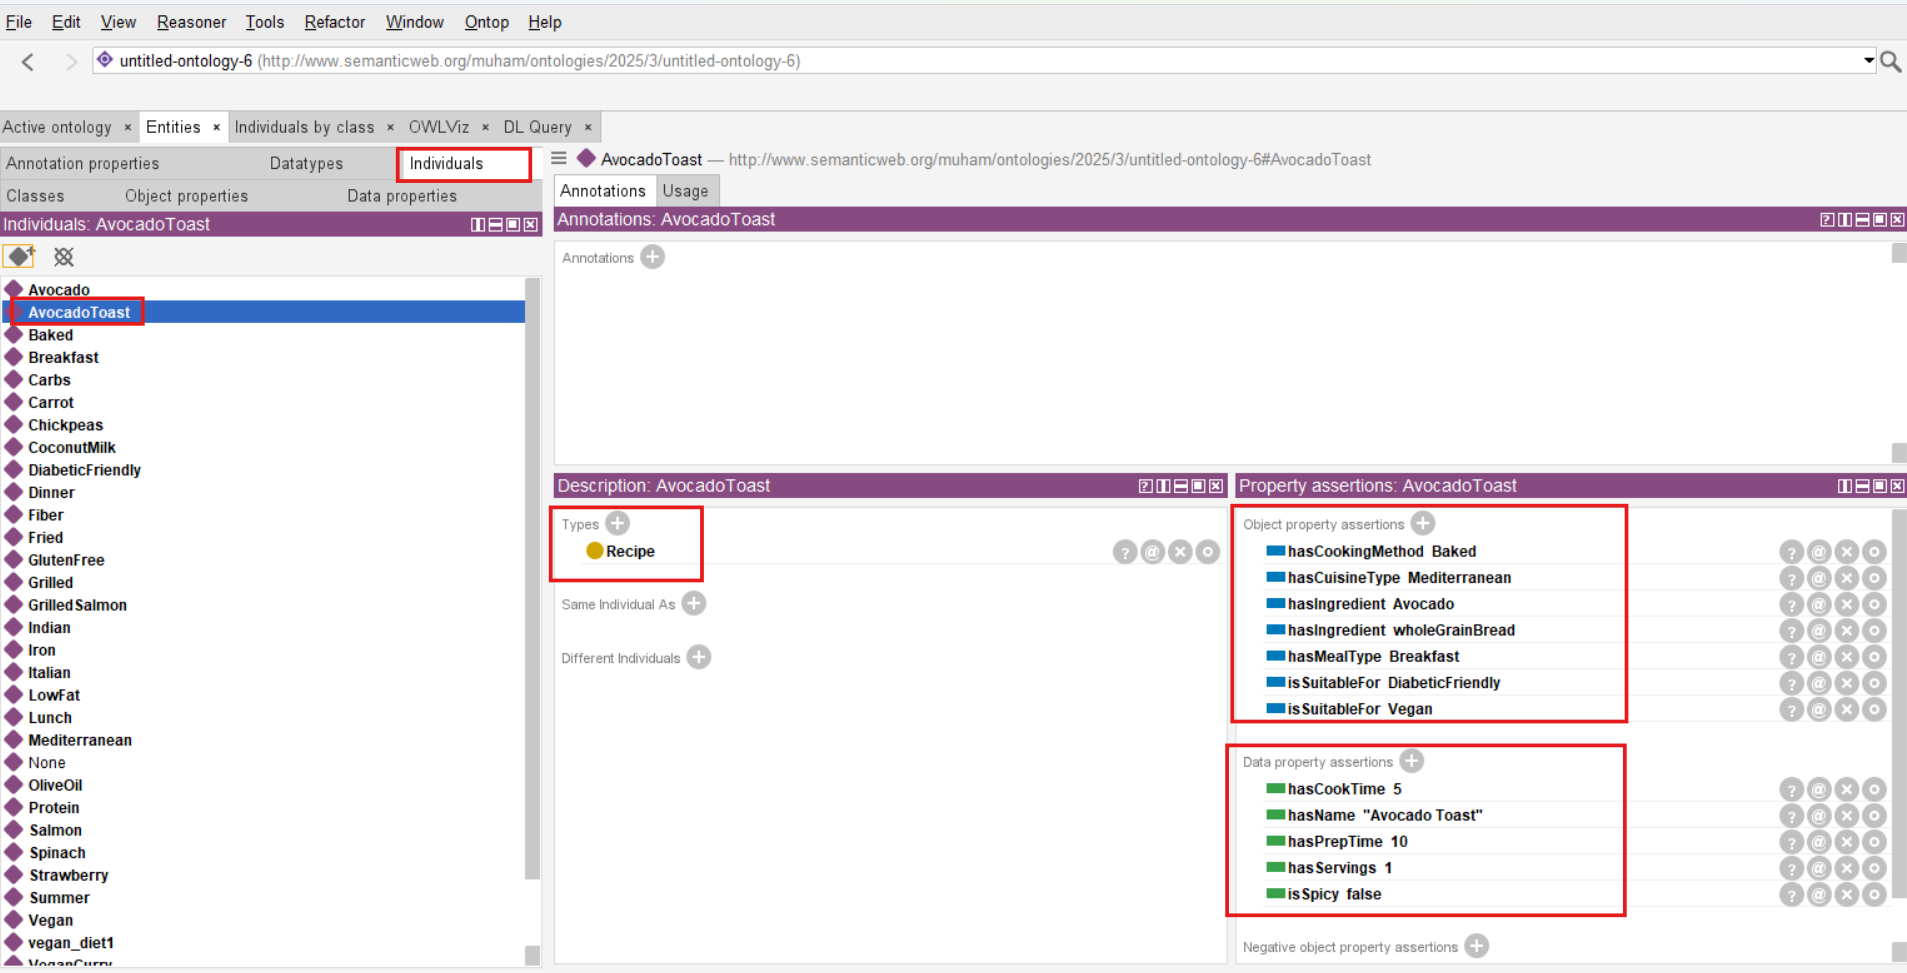 File Edit View Reasoner Tools Refactor Window Ontop Help
untitled-ontology-6 (http://www.semanticweb.org/muham/ontologies/2025/3/untitled-ontology-6)
Active ontology × Entities × Individuals by class × OWLViz × DL Query ×
Annotation properties Datatypes Individuals
Classes Object properties Data properties
Individuals: AvocadoToast
Avocado
AvocadoToast
Baked
Breakfast
Carbs
Carrot
Chickpeas
CoconutMilk
DiabeticFriendly
Dinner
Fiber
Fried
GlutenFree
Grilled
GrilledSalmon
Indian
Iron
Italian
LowFat
Lunch
Mediterranean
None
OliveOil
Protein
Salmon
Spinach
Strawberry
Summer
Vegan
vegan_diet1
VeganCurry
AvocadoToast — http://www.semanticweb.org/muham/ontologies/2025/3/untitled-ontology-6#AvocadoToast
Annotations Usage
Annotations: AvocadoToast
Annotations
Description: AvocadoToast
Types
Recipe
Same Individual As
Different Individuals
Property assertions: AvocadoToast
Object property assertions
hasCookingMethod Baked
hasCuisineType Mediterranean
hasIngredient Avocado
hasIngredient wholeGrainBread
hasMealType Breakfast
isSuitableFor DiabeticFriendly
isSuitableFor Vegan
Data property assertions
hasCookTime 5
hasName "Avocado Toast"
hasPrepTime 10
hasServings 1
isSpicy false
Negative object property assertions